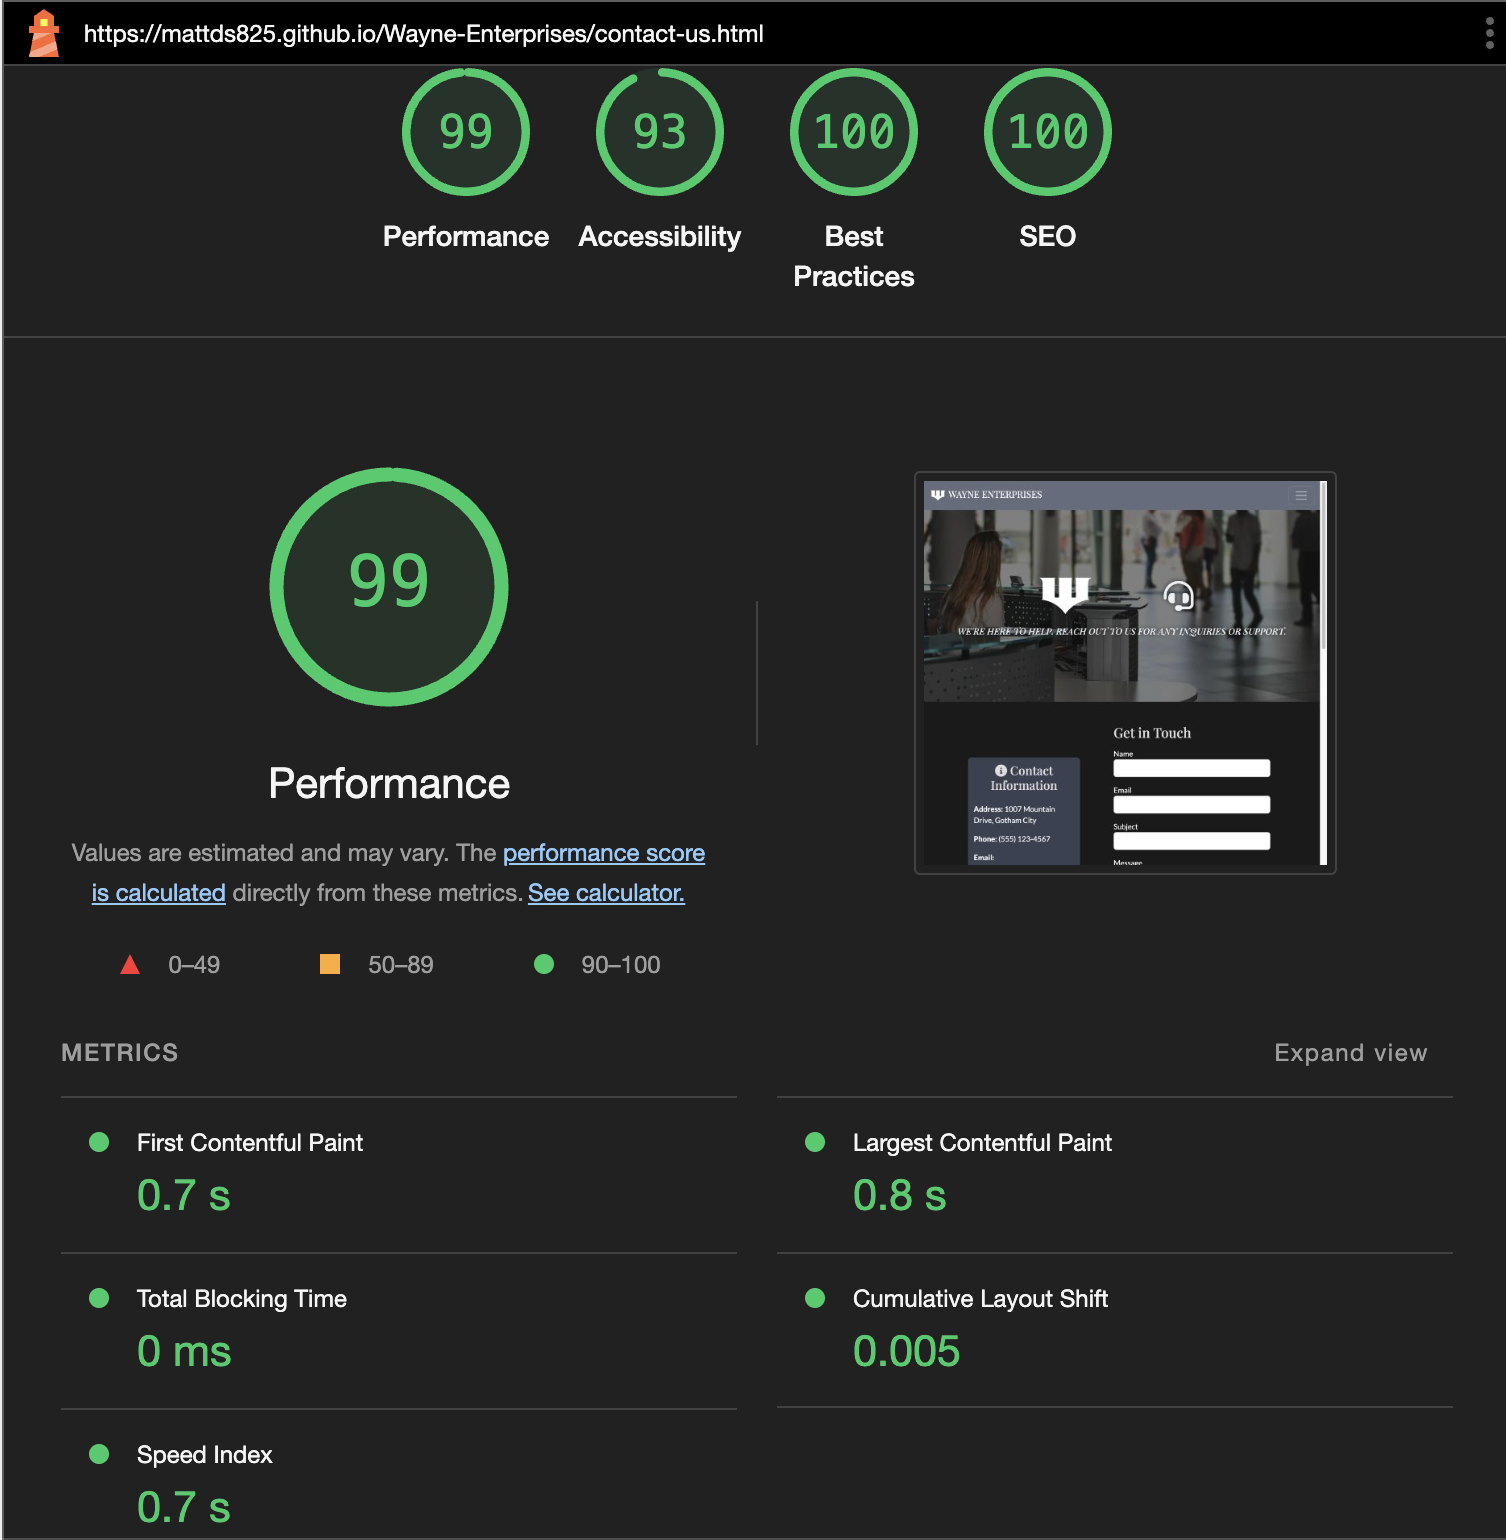 https://mattds825.github.io/Wayne-Enterprises/contact-us.html
99
93
100
100
Performance
Accessibility
Best
Practices
SEO
99
Performance
Values are estimated and may vary. The performance score
is calculated directly from these metrics. See calculator.
0–49
50–89
90–100
WAYNE ENTERPRISES
WE'RE HERE TO HELP. REACH OUT TO US FOR ANY INQUIRIES OR SUPPORT.
Contact
Information
Address: 1007 Mountain
Drive, Gotham City
Phone: (555) 123-4567
Email:
Get in Touch
Name
Email
Subject
Message
METRICS
Expand view
First Contentful Paint
0.7 s
Largest Contentful Paint
0.8 s
Total Blocking Time
0 ms
Cumulative Layout Shift
0.005
Speed Index
0.7 s